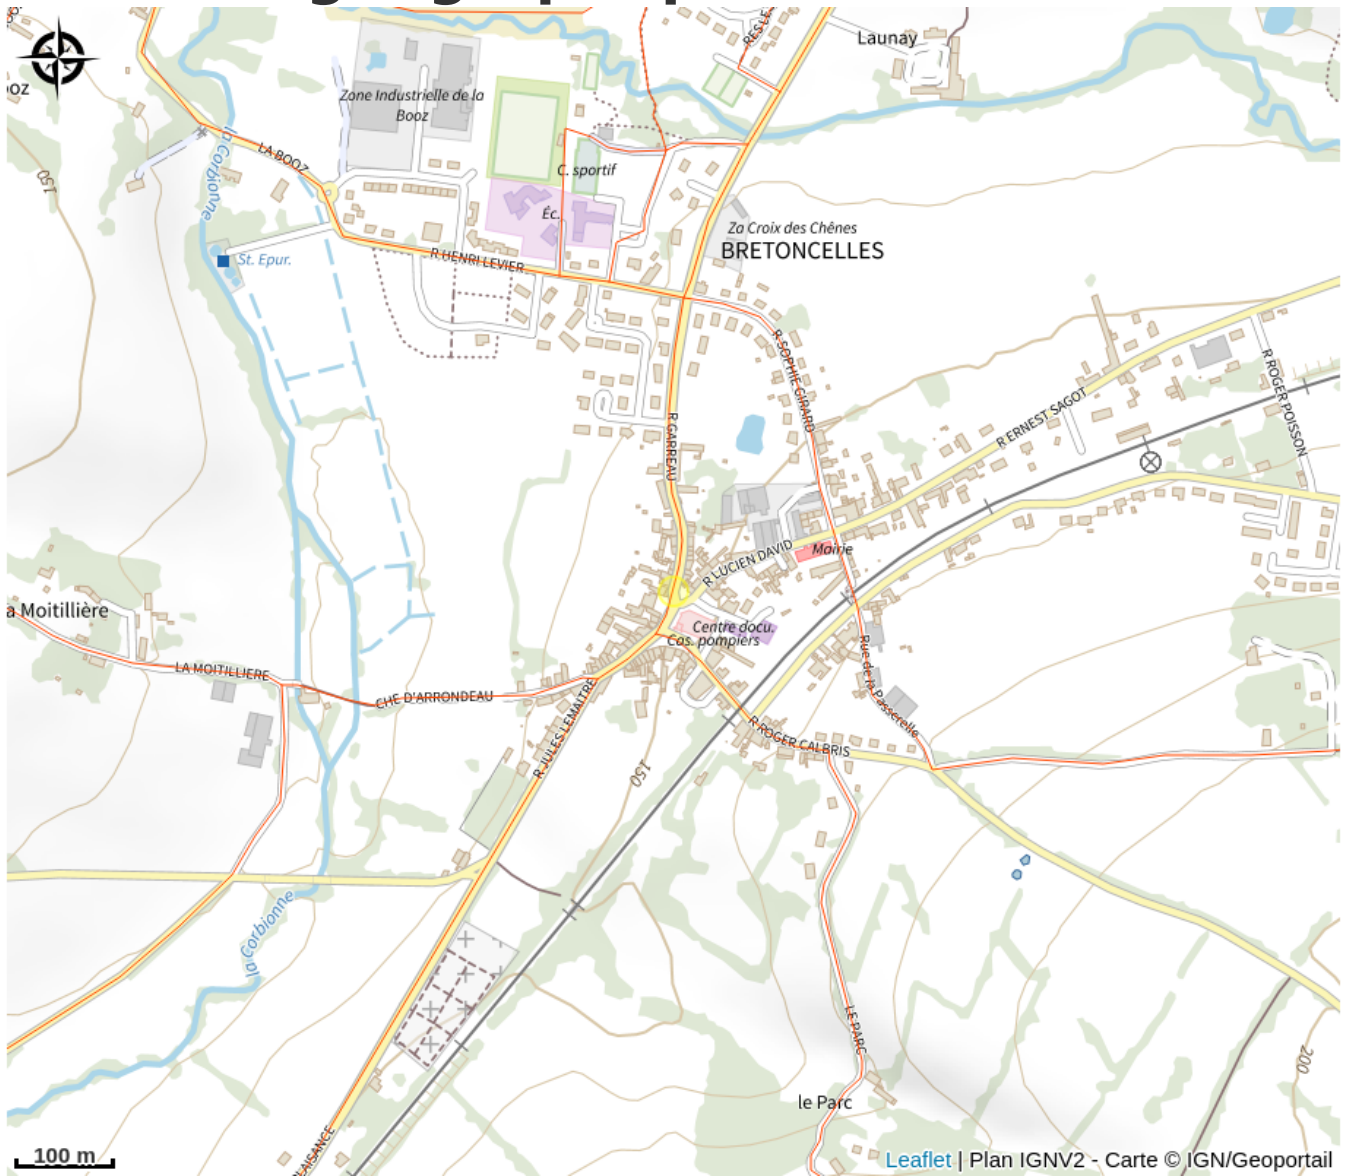 RES LE
Launay
oz
Zone Industrielle de la
Booz
150
la Corbionne
LA BOOZ
C. sportif
Éc.
Za Croix des Chênes
BRETONCELLES
St. Epur.
R HENRI LEVIER
R SOPHIE GIRARD
R ROGER POISSON
R ERNEST SAGOT
R GARREAU
R LUCIEN DAVID
Mairie
a Moitillière
Centre docu.
Cas. pompiers
LA MOITILLIERE
CHE D'ARRONDEAU
R JULES LEMAITRE
Rue de la Passerelle
R ROGER CALBRIS
150
la Corbionne
LE PARC
200
le Parc
LAISANCE
100 m
Leaflet | Plan IGNV2 - Carte © IGN/Geoportail